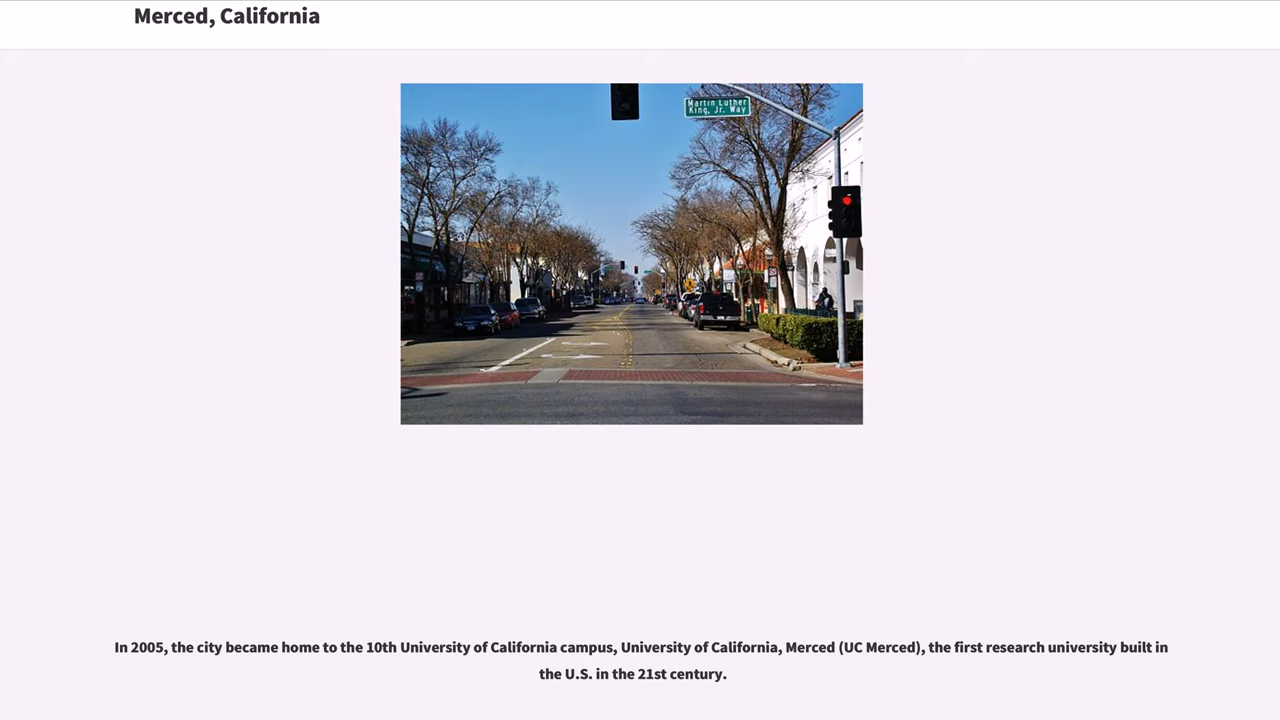 Merced, California
Martin Luther
King, Jr. Way
In 2005, the city became home to the 10th University of California campus, University of California, Merced (UC Merced), the first research university built in
the U.S. in the 21st century.